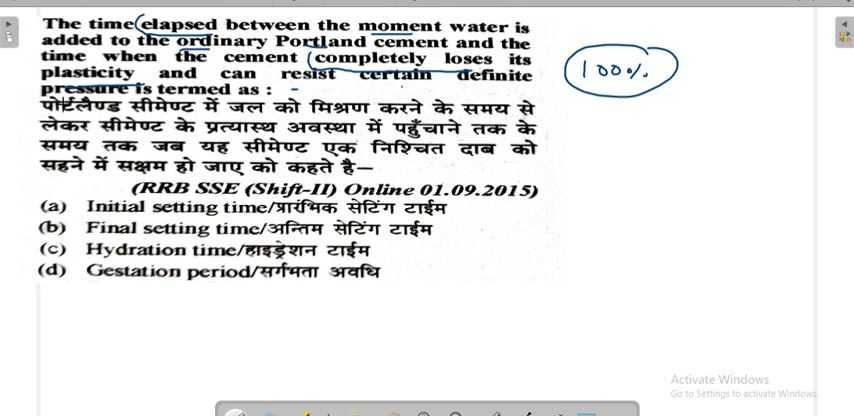 The time elapsed between the moment water is
added to the ordinary Portland cement and the
time when the cement (completely loses its
plasticity and can resist certain definite
pressure is termed as :
100%
पोर्टलैण्ड सीमेण्ट में जल को मिश्रण करने के समय से
लेकर सीमेण्ट के प्रत्यास्थ अवस्था में पहुँचाने तक के
समय तक जब यह सीमेण्ट एक निश्चित दाब को
सहने में सक्षम हो जाए को कहते है–
(RRB SSE (Shift-II) Online 01.09.2015)
(a) Initial setting time/प्रारंभिक सेटिंग टाईम
(b) Final setting time/अन्तिम सेटिंग टाईम
(c) Hydration time/हाइड्रेशन टाईम
(d) Gestation period/सर्गभता अवधि
Activate Windows
Go to Settings to activate Windows.